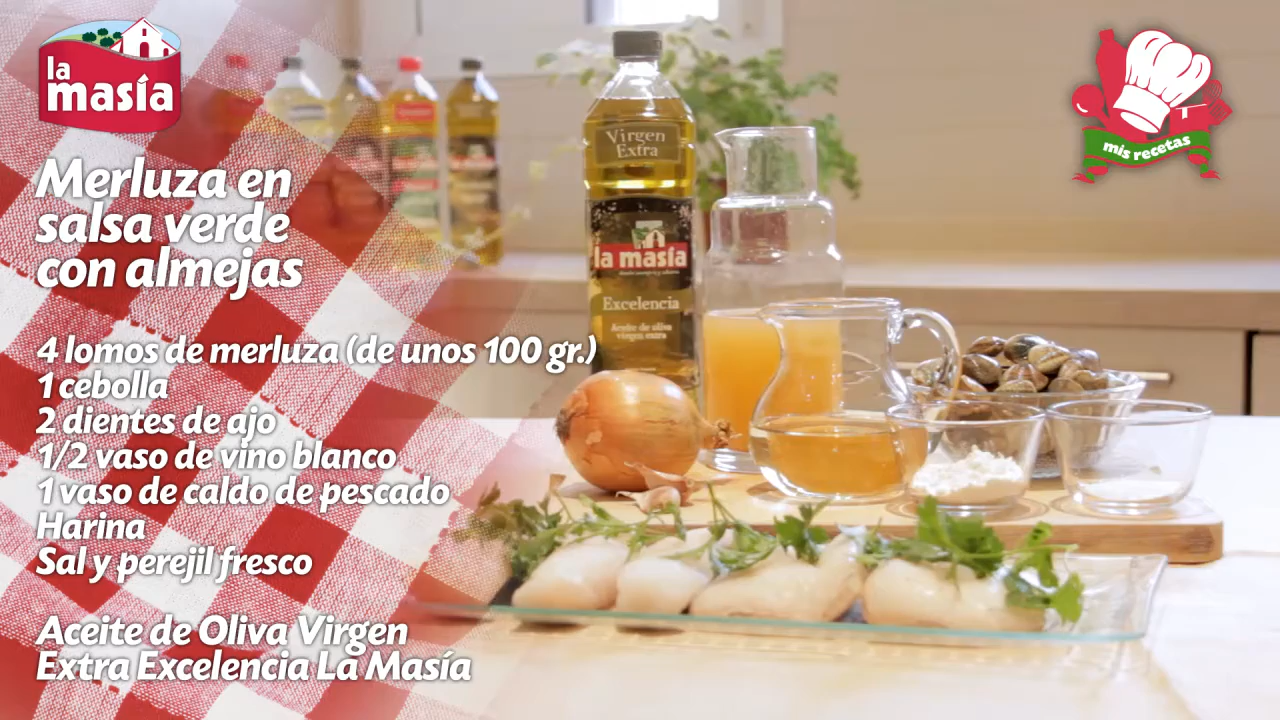 la
masía
mis recetas
Merluza en
salsa verde
con almejas
4 lomos de merluza (de unos 100 gr.)
1 cebolla
2 dientes de ajo
1/2 vaso de vino blanco
1 vaso de caldo de pescado
Harina
Sal y perejil fresco
Aceite de Oliva Virgen
Extra Excelencia La Masía
Virgen
Extra
la masía
Excelencia
Aceite de oliva
virgen extra